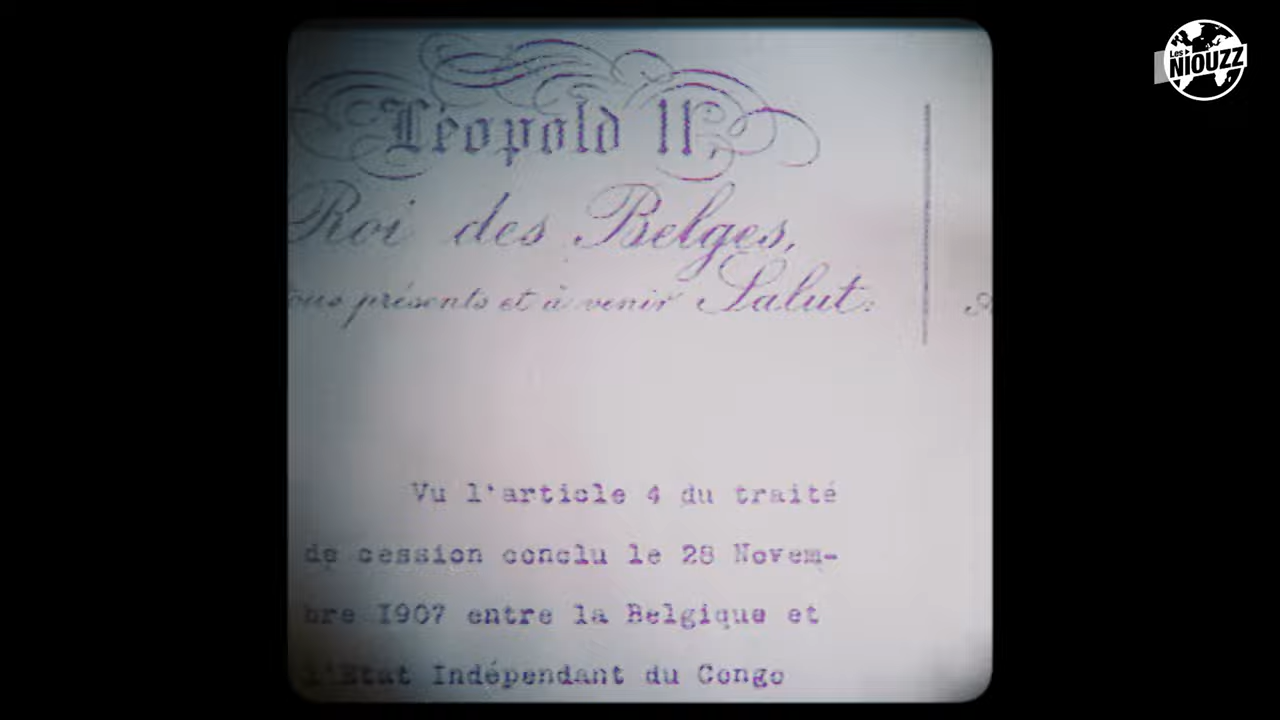 Les
NIOUZZ
Léopold II,
Roi des Belges,
présents et à venir Salut:
Vu l'article 4 du traité
de cession conclu le 28 Novem-
bre 1907 entre la Belgique et
l'Etat Indépendant du Congo